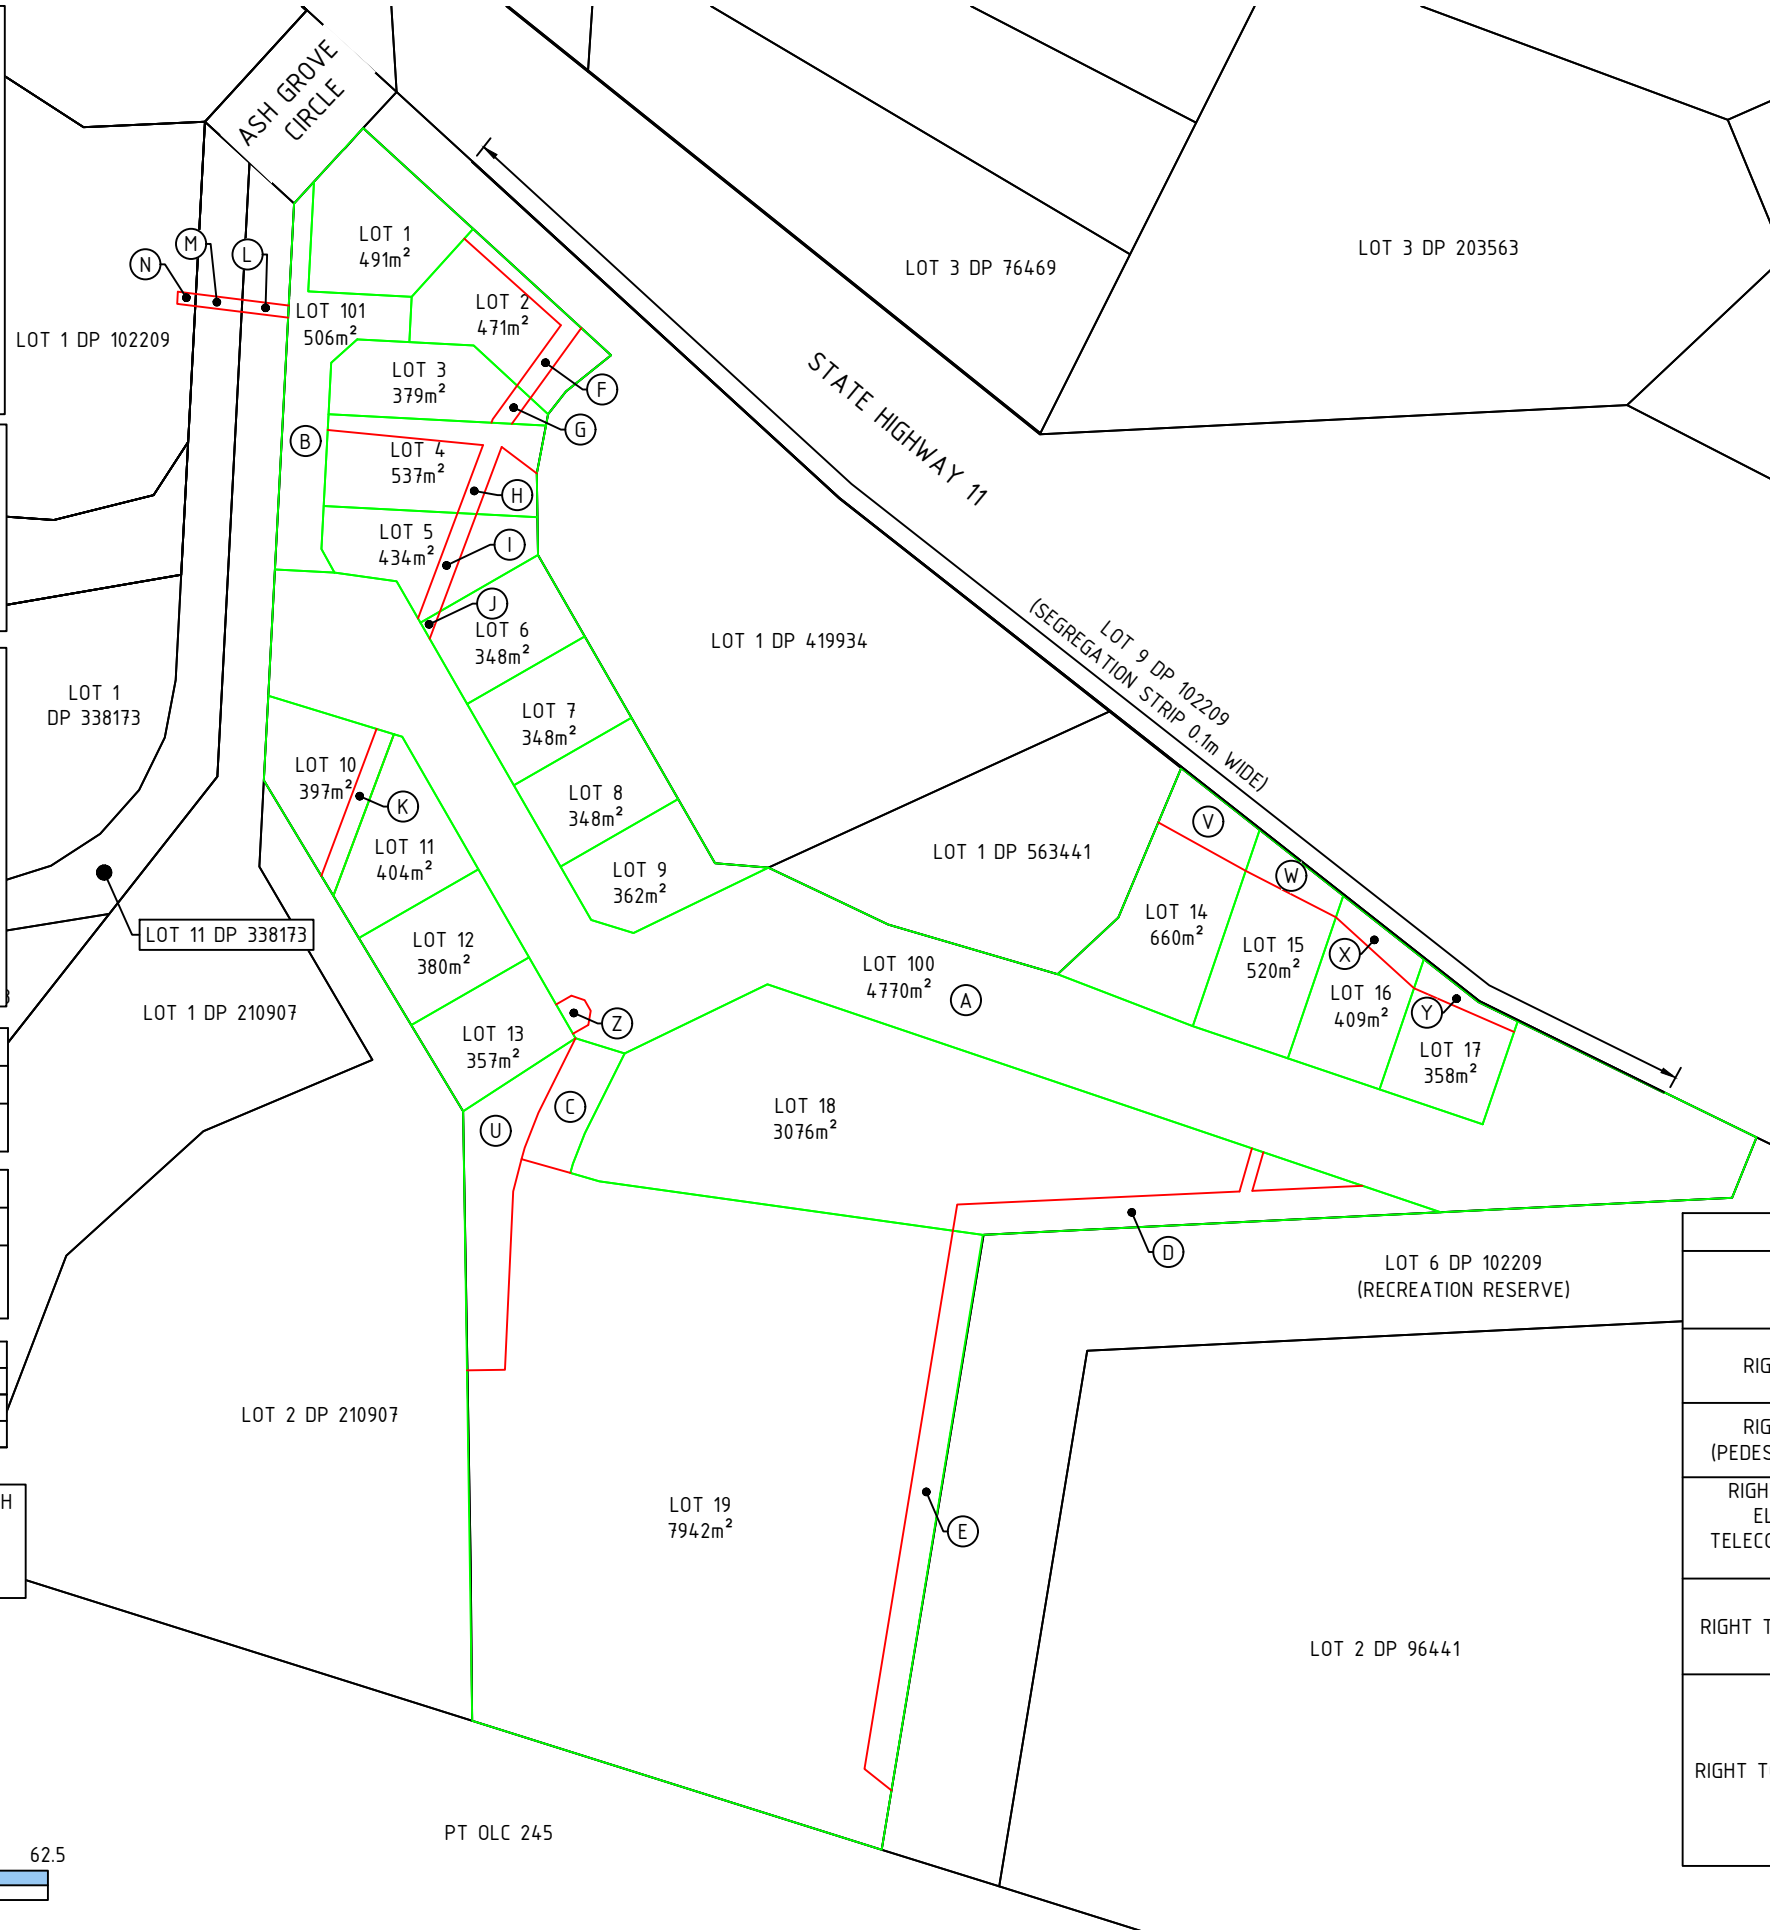 ASH GROVE
CIRCLE
LOT 1
491m²
N
M
L
LOT 101
506m²
LOT 2
471m²
LOT 3 DP 76469
LOT 3 DP 203563
LOT 1 DP 102209
LOT 3
379m²
F
G
STATE HIGHWAY 11
B
LOT 4
537m²
H
LOT 5
434m²
I
J
LOT 6
348m²
LOT 1 DP 419934
LOT 9 DP 102209
(SEGREGATION STRIP 0.1m WIDE)
LOT 1
DP 338173
LOT 7
348m²
LOT 10
397m²
K
LOT 8
348m²
V
LOT 11
404m²
LOT 9
362m²
LOT 1 DP 563441
W
LOT 14
660m²
LOT 11 DP 338173
LOT 12
380m²
LOT 15
520m²
X
LOT 100
4770m²
A
LOT 16
409m²
Y
LOT 1 DP 210907
Z
LOT 13
357m²
LOT 17
358m²
C
U
LOT 18
3076m²
D
LOT 6 DP 102209
(RECREATION RESERVE)
RIG
LOT 2 DP 210907
RIG
(PEDES
H
LOT 19
7942m²
E
RIGH
EL
TELECO
RIGHT T
LOT 2 DP 96441
RIGHT T
PT OLC 245
62.5